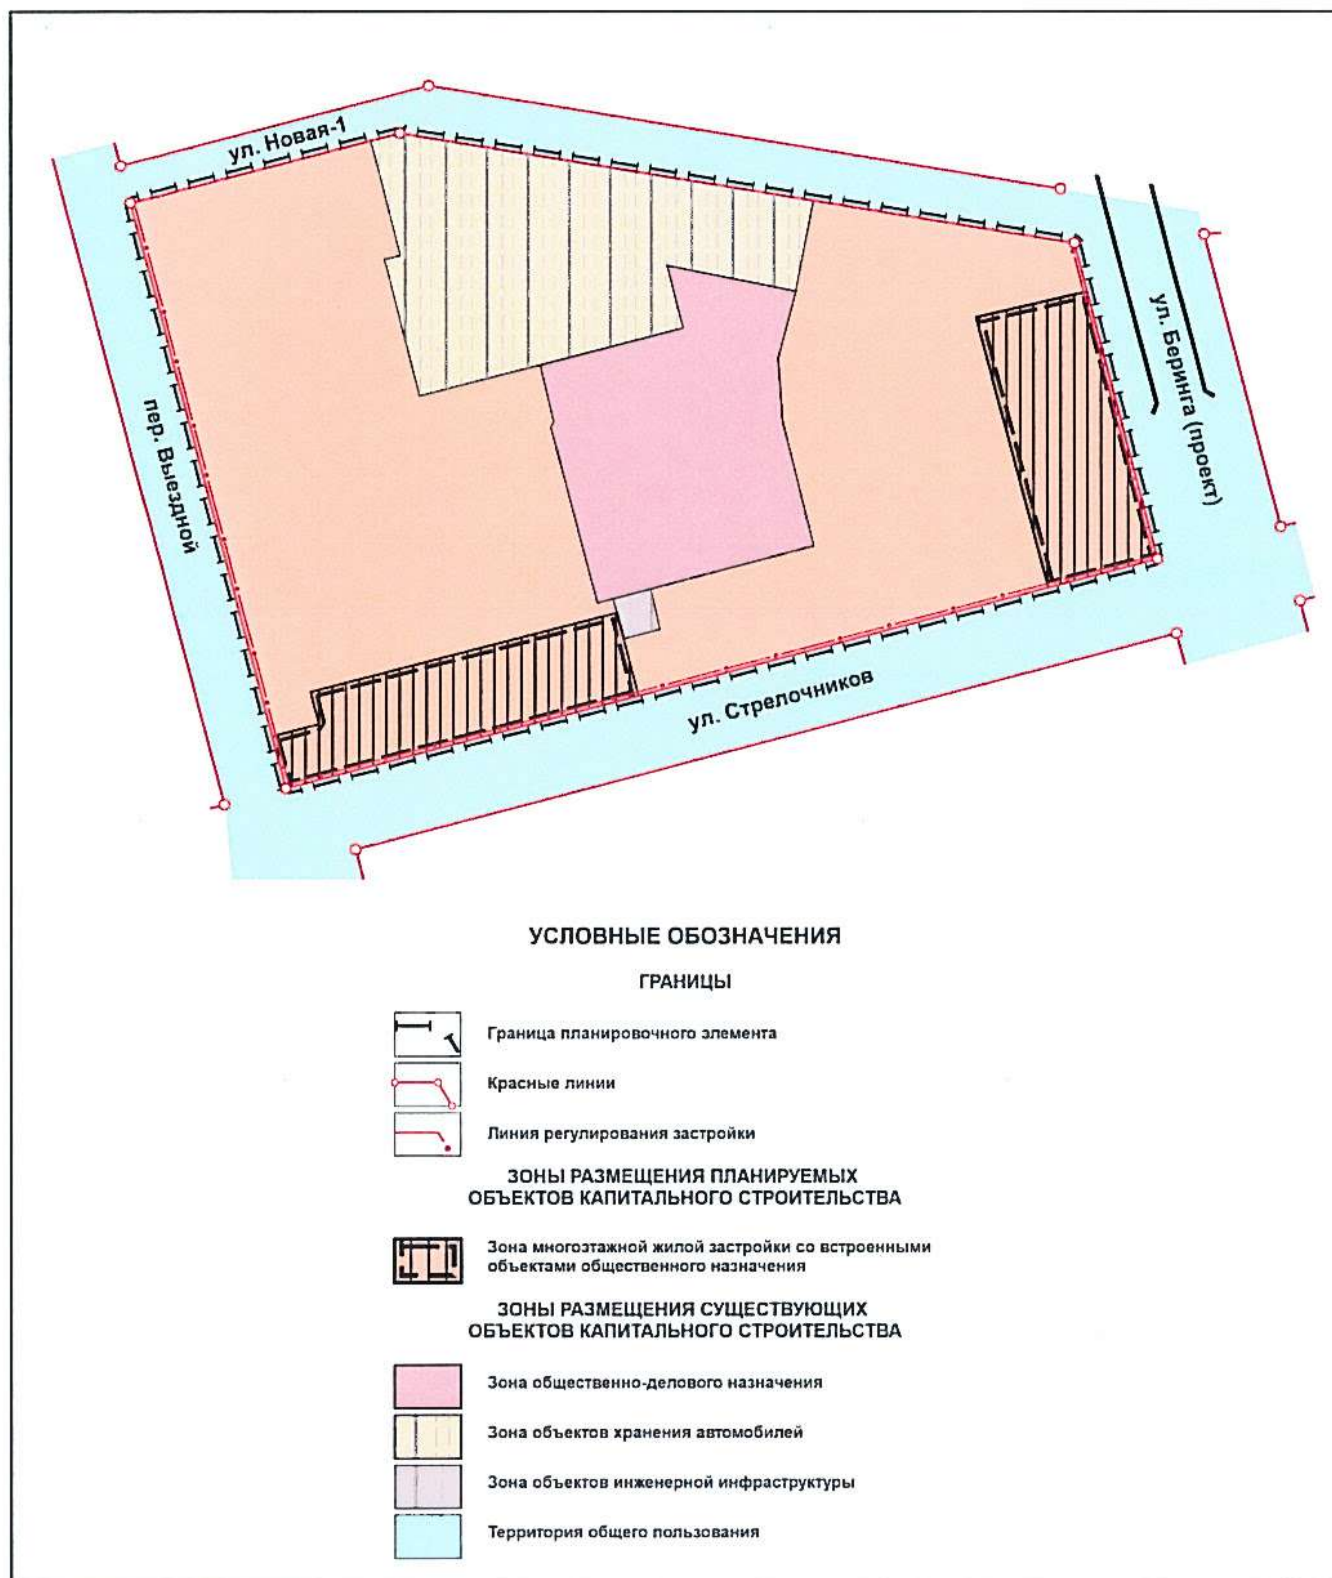 ул. Новая-1
ул. Беринга (проект)
пер. Выездной
ул. Стрелочников
УСЛОВНЫЕ ОБОЗНАЧЕНИЯ
ГРАНИЦЫ
Граница планировочного элемента
Красные линии
Линия регулирования застройки
ЗОНЫ РАЗМЕЩЕНИЯ ПЛАНИРУЕМЫХ
ОБЪЕКТОВ КАПИТАЛЬНОГО СТРОИТЕЛЬСТВА
Зона многоэтажной жилой застройки со встроенными
объектами общественного назначения
ЗОНЫ РАЗМЕЩЕНИЯ СУЩЕСТВУЮЩИХ
ОБЪЕКТОВ КАПИТАЛЬНОГО СТРОИТЕЛЬСТВА
Зона общественно-делового назначения
Зона объектов хранения автомобилей
Зона объектов инженерной инфраструктуры
Территория общего пользования